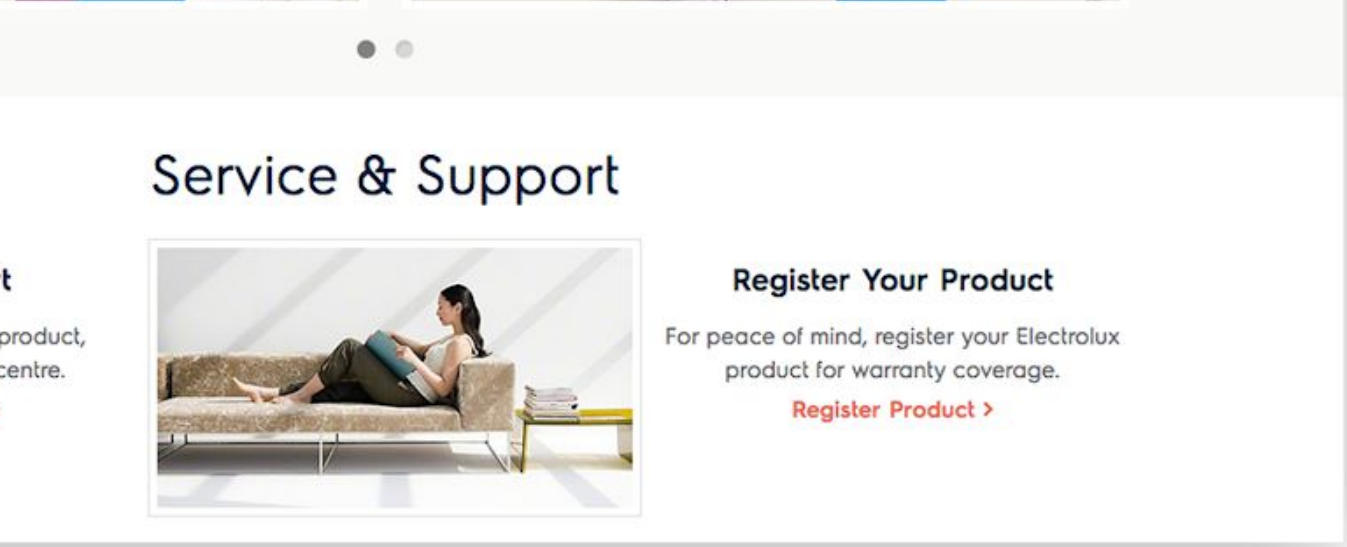 Service & Support
t
product,
centre.
Register Your Product
For peace of mind, register your Electrolux
product for warranty coverage.
Register Product >